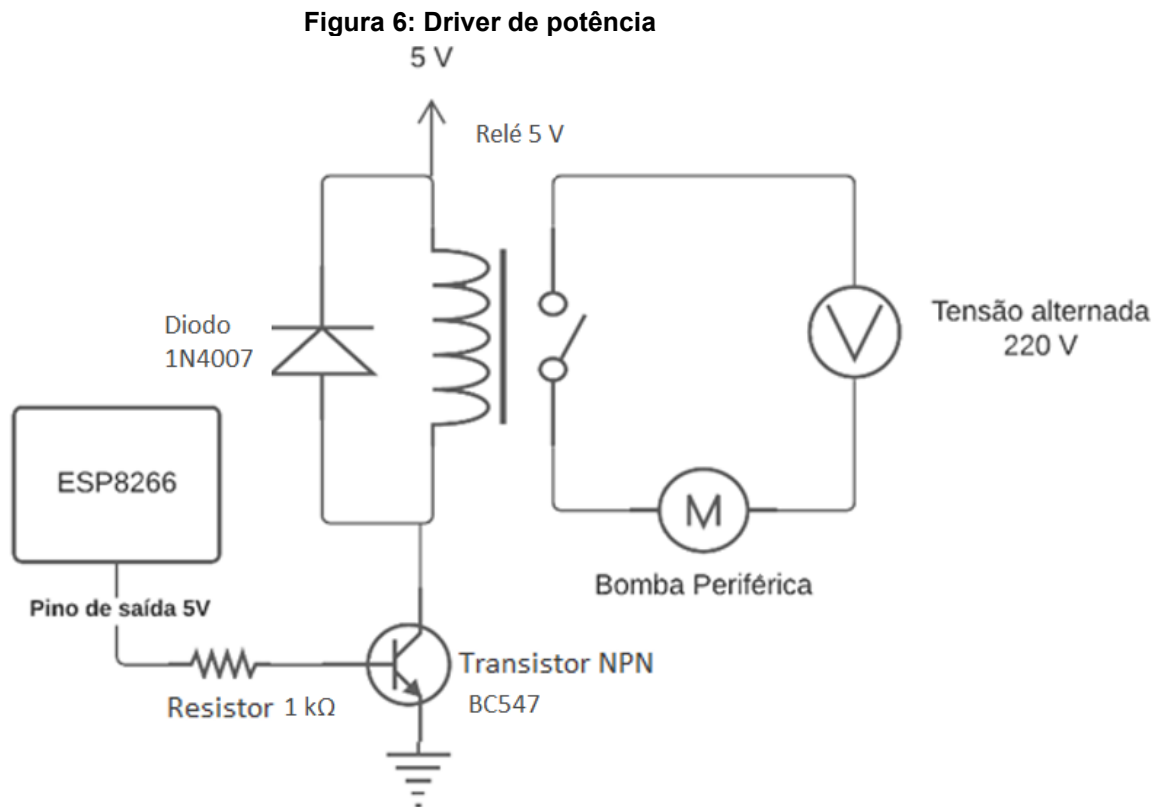 Figura 6: Driver de potência
5 V
Relé 5 V
Diodo
1N4007
Tensão alternada
220 V
V
ESP8266
M
Bomba Periférica
Pino de saída 5V
Transistor NPN
BC547
Resistor 1 kΩ